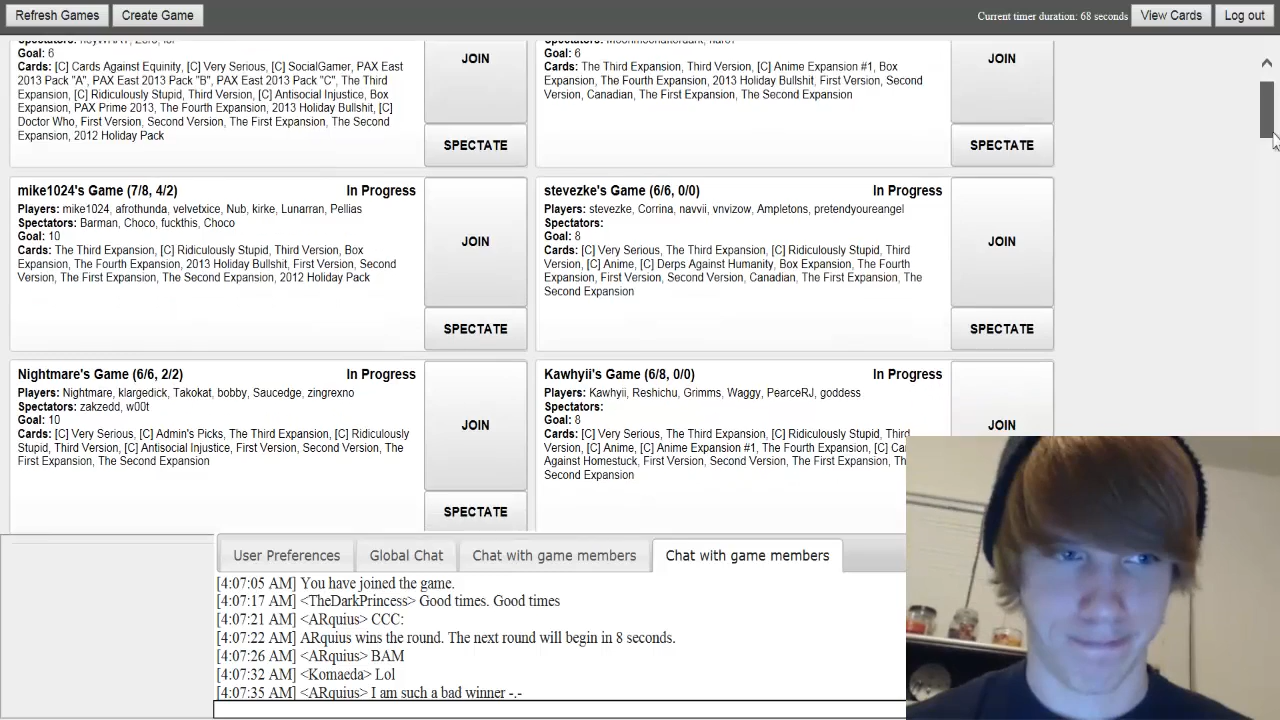 Refresh Games Create Game Current timer duration: 68 seconds View Cards Log out
Goal: 6
Cards: [C] Cards Against Equinity, [C] Very Serious, [C] SocialGamer, PAX East
2013 Pack "A", PAX East 2013 Pack "B", PAX East 2013 Pack "C", The Third
Expansion, [C] Ridiculously Stupid, Third Version, [C] Antisocial Injustice, Box
Expansion, PAX Prime 2013, The Fourth Expansion, 2013 Holiday Bullshit, [C]
Doctor Who, First Version, Second Version, The First Expansion, The Second
Expansion, 2012 Holiday Pack
JOIN
SPECTATE
Goal: 6
Cards: The Third Expansion, Third Version, [C] Anime Expansion #1, Box
Expansion, The Fourth Expansion, 2013 Holiday Bullshit, First Version, Second
Version, Canadian, The First Expansion, The Second Expansion
JOIN
SPECTATE
mike1024's Game (7/8, 4/2) In Progress
Players: mike1024, afrothunda, velvetxice, Nub, kirke, Lunarran, Pellias
Spectators: Barman, Choco, fuckthis, Choco
Goal: 10
Cards: The Third Expansion, [C] Ridiculously Stupid, Third Version, Box
Expansion, The Fourth Expansion, 2013 Holiday Bullshit, First Version, Second
Version, The First Expansion, The Second Expansion, 2012 Holiday Pack
JOIN
SPECTATE
stevezke's Game (6/6, 0/0) In Progress
Players: stevezke, Corrina, navvii, vnvizow, Ampletons, pretendyoureangel
Spectators:
Goal: 8
Cards: [C] Very Serious, The Third Expansion, [C] Ridiculously Stupid, Third
Version, [C] Anime, [C] Derps Against Humanity, Box Expansion, The Fourth
Expansion, First Version, Second Version, Canadian, The First Expansion, The
Second Expansion
JOIN
SPECTATE
Nightmare's Game (6/6, 2/2) In Progress
Players: Nightmare, klargedick, Takokat, bobby, Saucedge, zingrexno
Spectators: zakzedd, w00t
Goal: 10
Cards: [C] Very Serious, [C] Admin's Picks, The Third Expansion, [C] Ridiculously
Stupid, Third Version, [C] Antisocial Injustice, First Version, Second Version, The
First Expansion, The Second Expansion
JOIN
SPECTATE
Kawhyii's Game (6/8, 0/0) In Progress
Players: Kawhyii, Reshichu, Grimms, Waggy, PearceRJ, goddess
Spectators:
Goal: 8
Cards: [C] Very Serious, The Third Expansion, [C] Ridiculously Stupid, Third
Version, [C] Anime, [C] Anime Expansion #1, The Fourth Expansion, [C] Ca
Against Homestuck, First Version, Second Version, The First Expansion, The
Second Expansion
JOIN
User Preferences Global Chat Chat with game members Chat with game members
[4:07:05 AM] You have joined the game.
[4:07:17 AM] <TheDarkPrincess> Good times. Good times
[4:07:21 AM] <ARquius> CCC:
[4:07:22 AM] ARquius wins the round. The next round will begin in 8 seconds.
[4:07:26 AM] <ARquius> BAM
[4:07:32 AM] <Komaeda> Lol
[4:07:35 AM] <ARquius> I am such a bad winner -.-